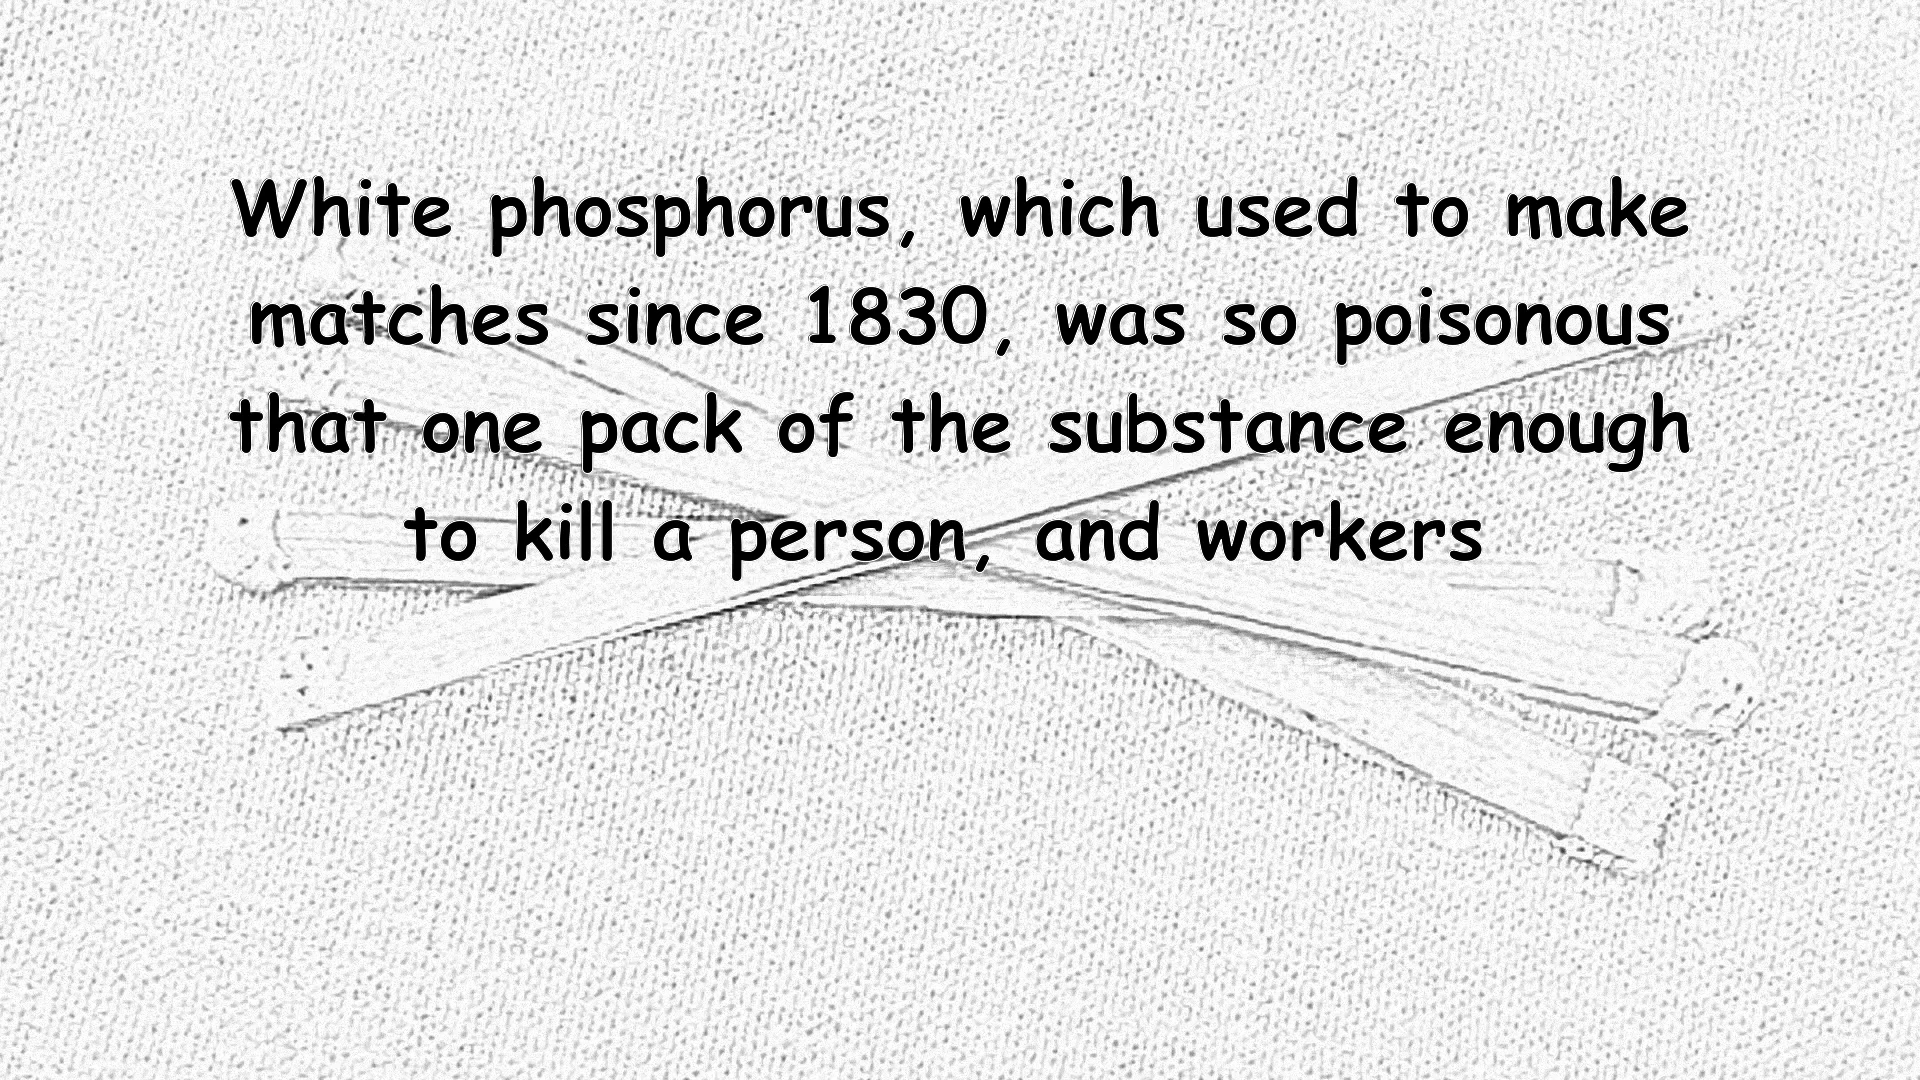 White phosphorus, which used to make
matches since 1830, was so poisonous
that one pack of the substance enough
to kill a person, and workers